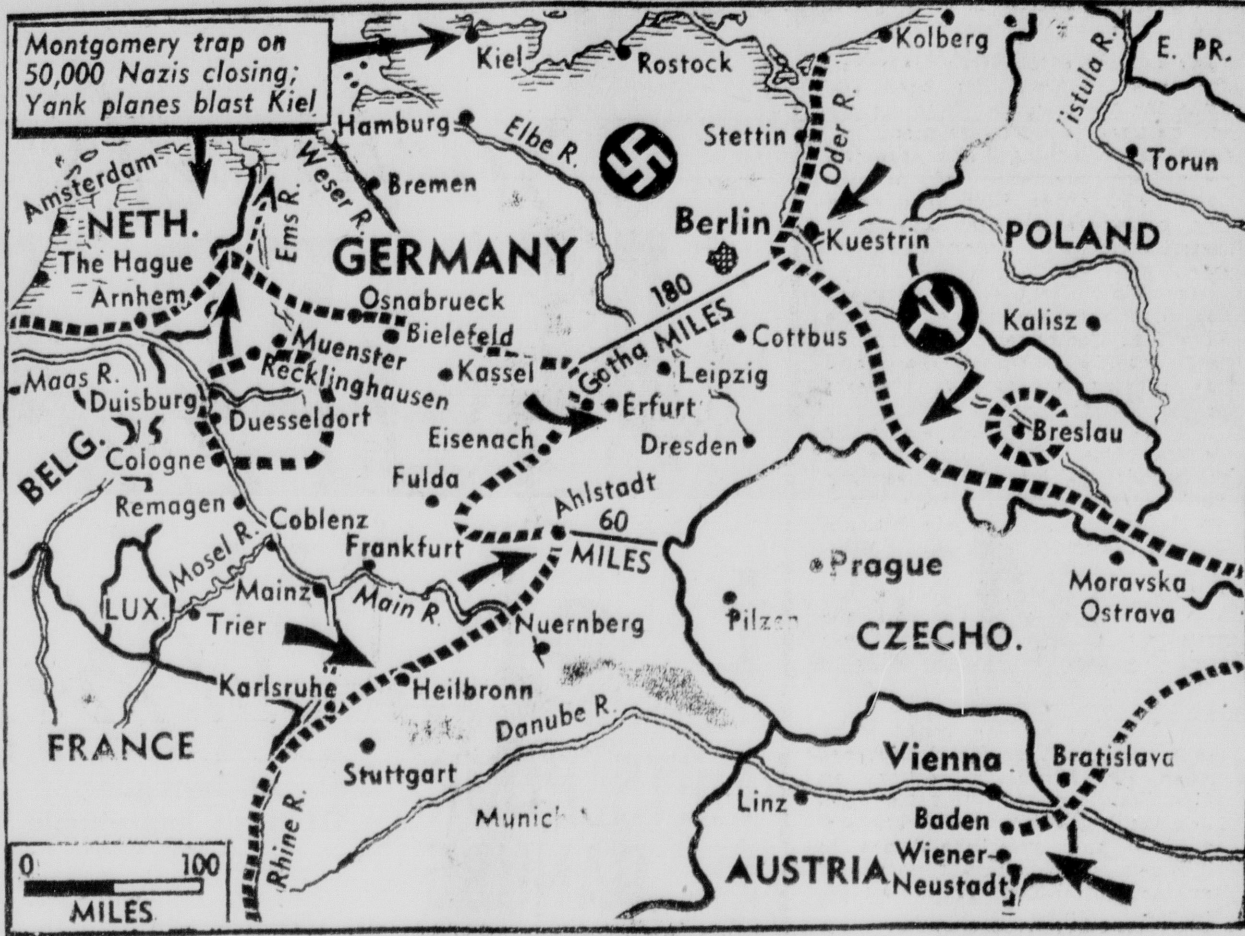 Montgomery trap on
50,000 Nazis closing;
Yank planes blast Kiel
Kiel
Rostock
Kolberg
E. PR.
Hamburg
Elbe R.
Stettin
Oder R.
Torun
Amsterdam
Weser R.
Bremen
NETH.
Ems R.
GERMANY
Berlin
Kuestrin
POLAND
The Hague
Arnhem
Osnabrueck
180
MILES
Bielefeld
Cottbus
Kalisz
Muenster
Recklinghausen
Kassel
Gotha
Leipzig
Maas R.
Duisburg
Duesseldorf
Erfurt
Eisenach
Dresden
Breslau
BELG.
Cologne
Fulda
Remagen
Ahlstadt
60
MILES
Coblenz
Frankfurt
Mosel R.
Mainz
Main R.
Prague
Moravska
Ostrava
LUX.
Trier
Nuernberg
Pilzen
CZECHO.
Karlsruhe
Heilbronn
FRANCE
Danube R.
Stuttgart
Vienna
Bratislava
Rhine R.
Linz
Baden
AUSTRIA
Wiener-
Neustadt
0 100
MILES